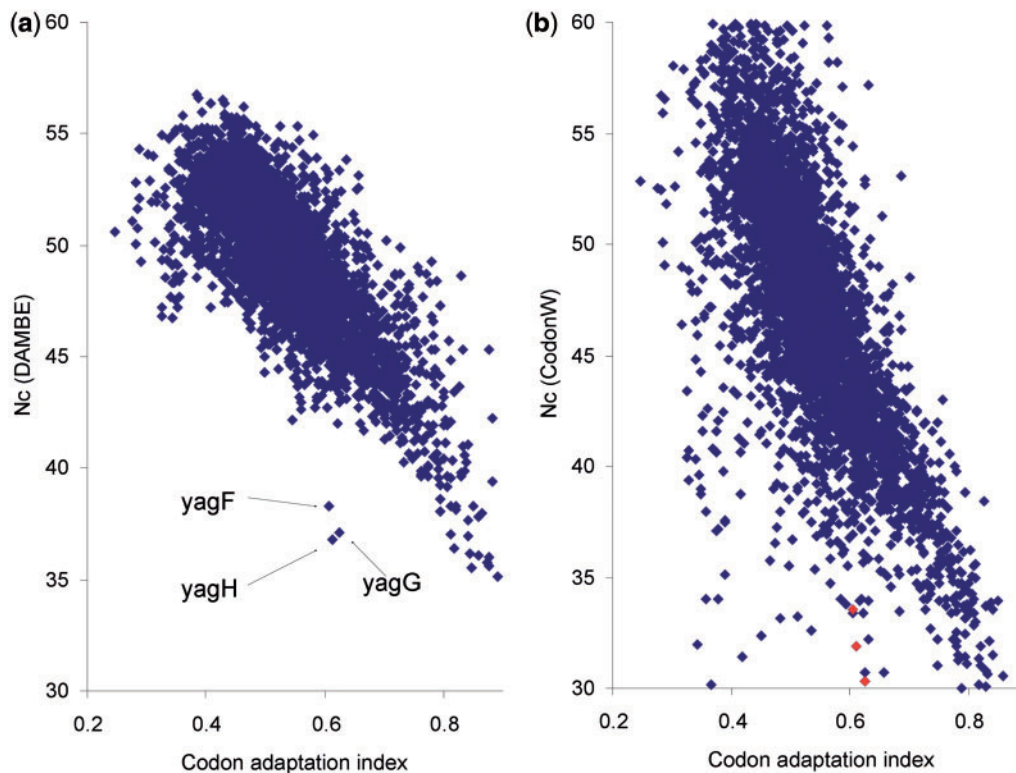 (a)
60
55
50
45
40
35
30
Nc (DAMBE)
yagF
yagH
yagG
0.2 0.4 0.6 0.8
Codon adaptation index
(b)
60
55
50
45
40
35
30
Nc (CodonW)
0.2 0.4 0.6 0.8
Codon adaptation index